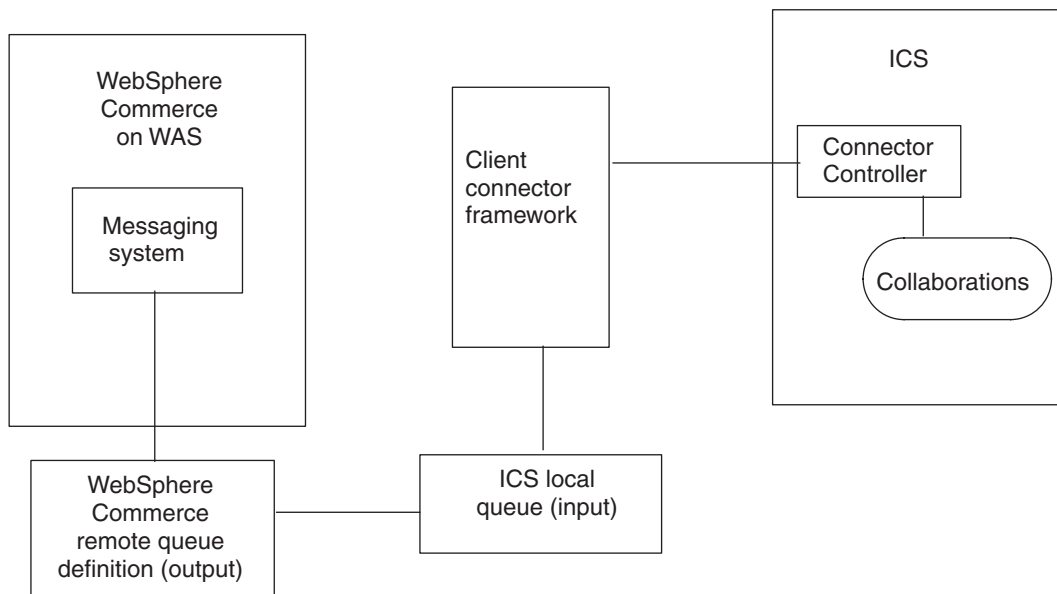 WebSphere
Commerce
on WAS
Messaging
system
WebSphere
Commerce
remote queue
definition (output)
ICS local
queue (input)
Client
connector
framework
ICS
Connector
Controller
Collaborations